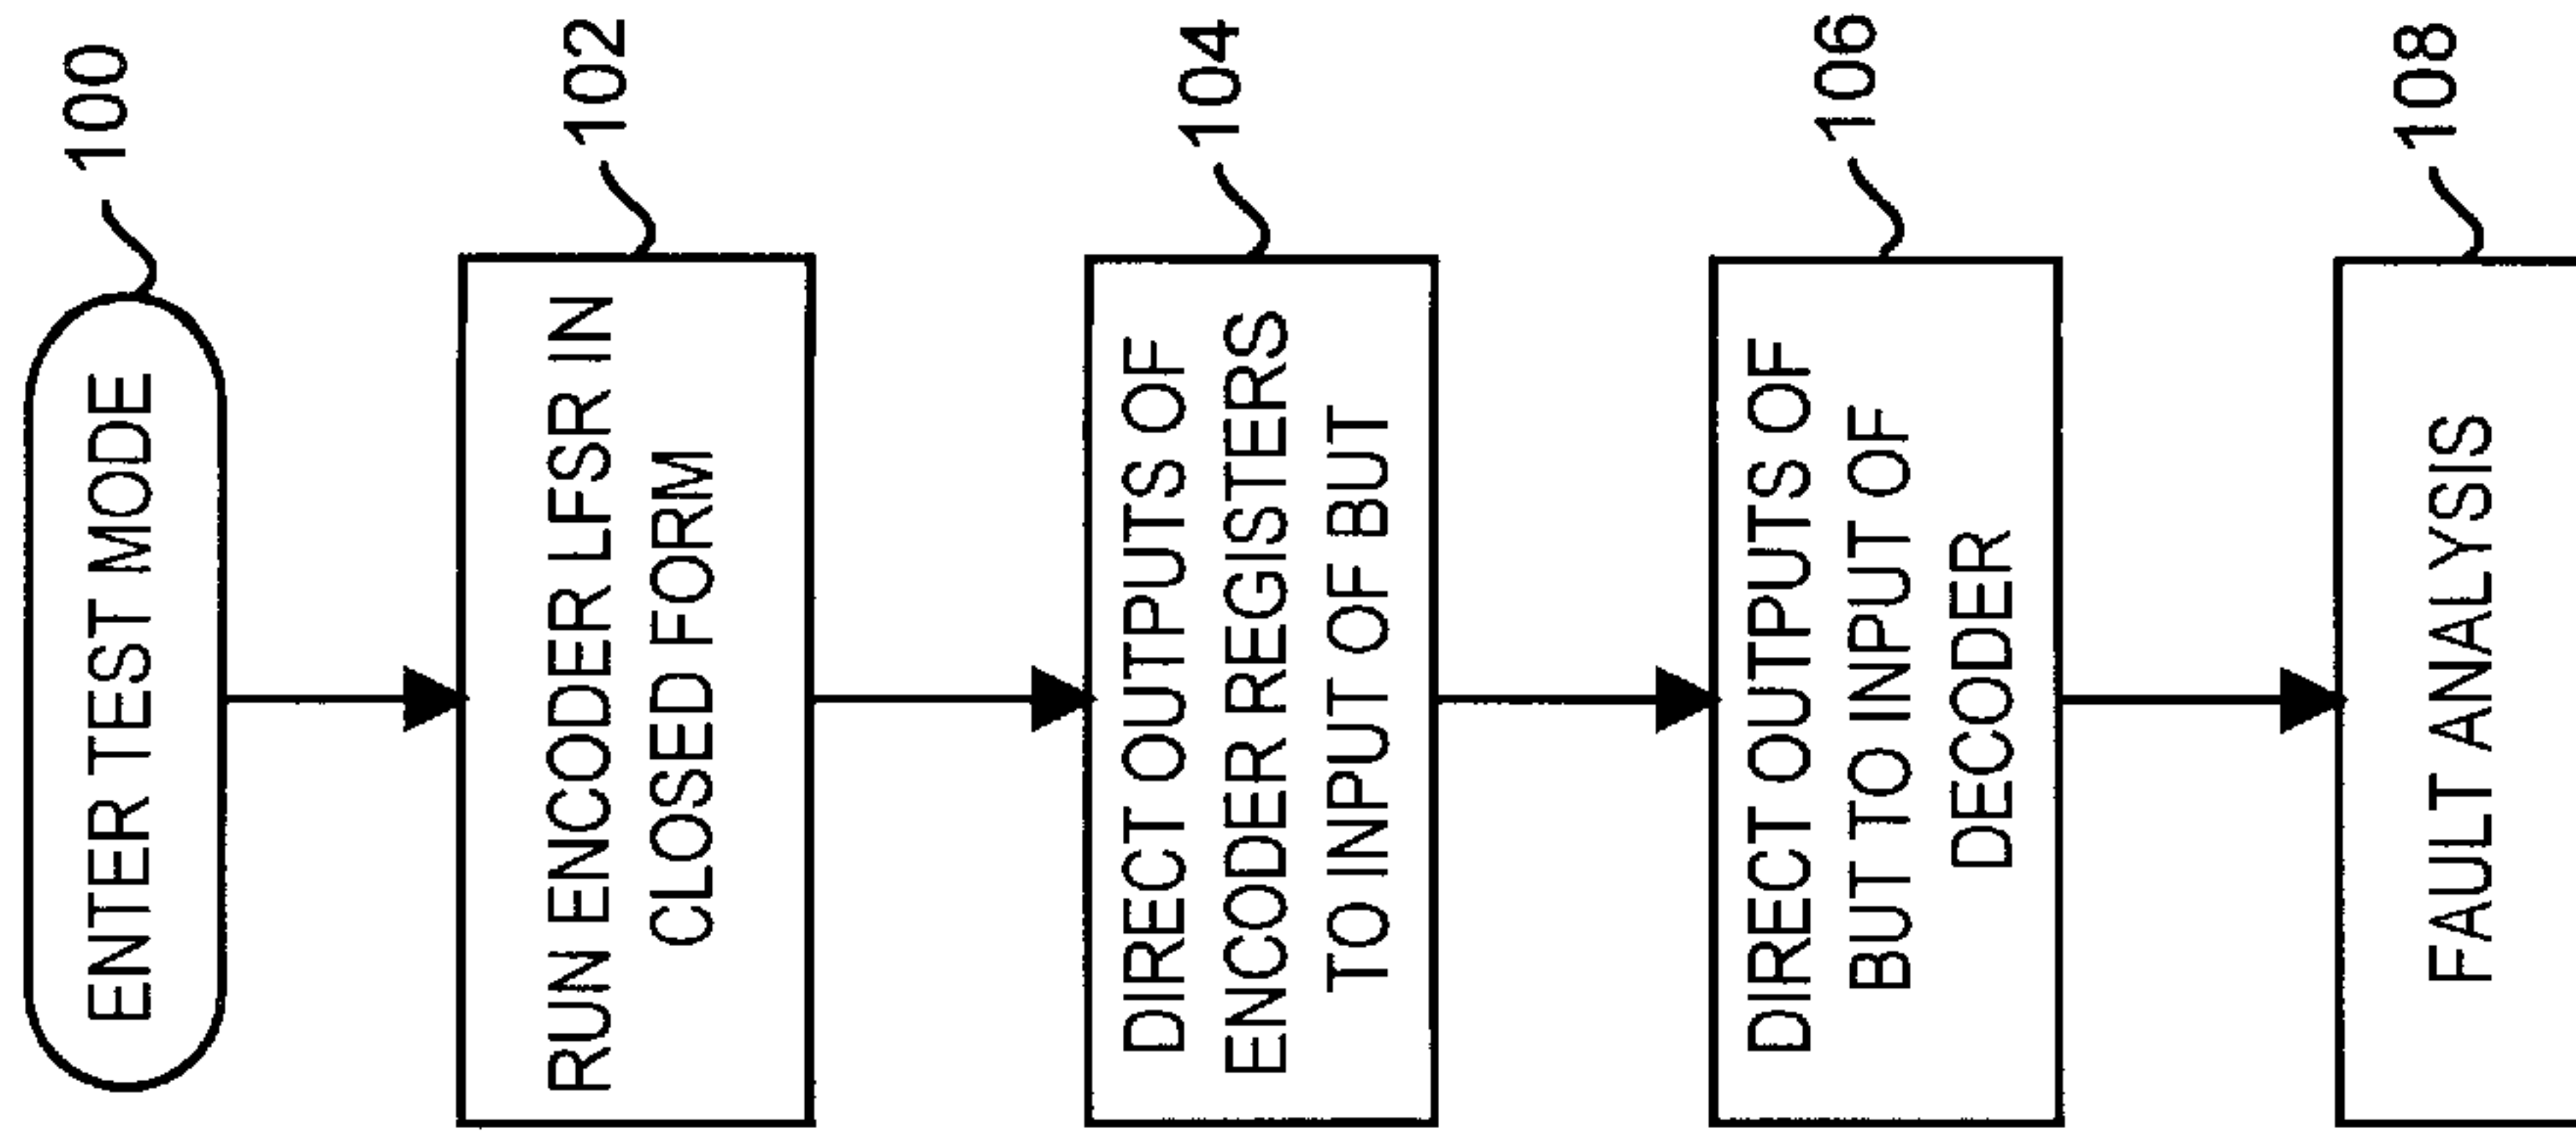 100
ENTER TEST MODE
102
RUN ENCODER LFSR IN
CLOSED FORM
104
DIRECT OUTPUTS OF
ENCODER REGISTERS
TO INPUT OF BUT
106
DIRECT OUTPUTS OF
BUT TO INPUT OF
DECODER
108
FAULT ANALYSIS